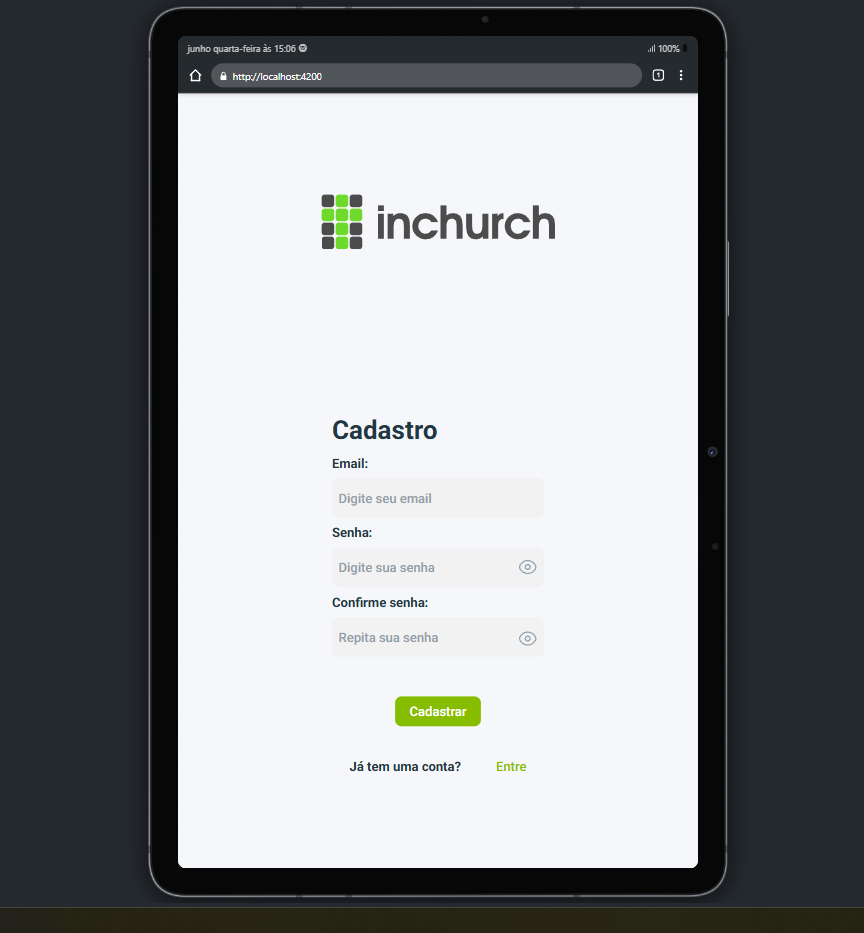 junho quarta-feira às 15:06
100%
http://localhost:4200
1
inchurch
Cadastro
Email:
Digite seu email
Senha:
Digite sua senha
Confirme senha:
Repita sua senha
Cadastrar
Já tem uma conta? Entre